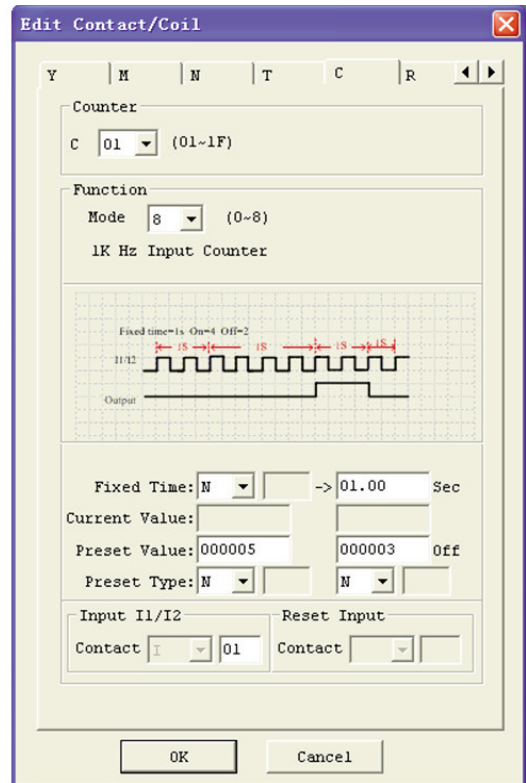 Edit Contact/Coil
Y M N T C R
Counter
C 01 (01~1F)
Function
Mode 8 (0~8)
1K Hz Input Counter
Fixed time=1s On=4 Off=2
1S 1S 1S 1S
I1/I2
Output
Fixed Time: N -> 01.00 Sec
Current Value:
Preset Value: 000005 000003 Off
Preset Type: N N
Input I1/I2 Reset Input
Contact I 01 Contact
OK Cancel